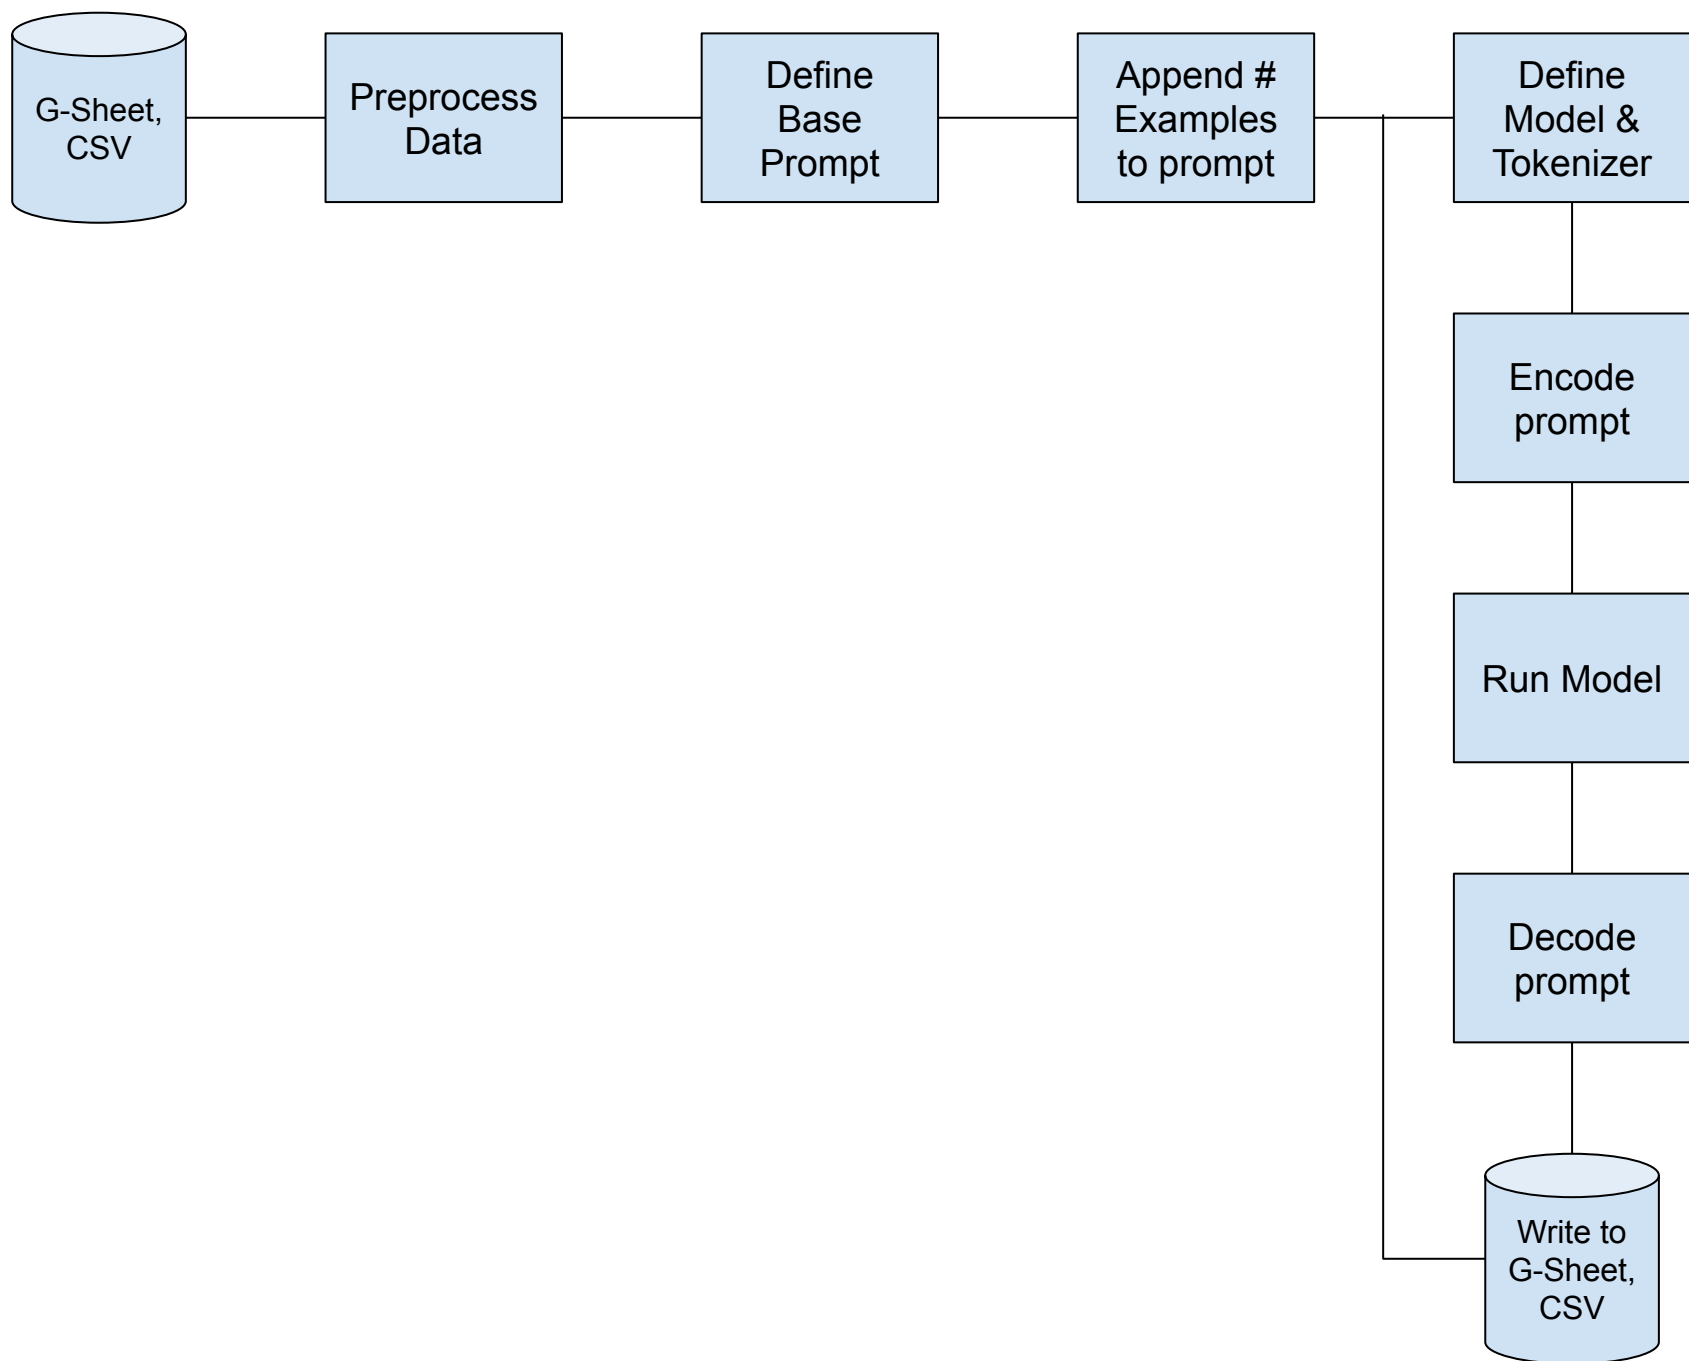 G-Sheet,
CSV
Preprocess
Data
Define
Base
Prompt
Append #
Examples
to prompt
Define
Model &
Tokenizer
Encode
prompt
Run Model
Decode
prompt
Write to
G-Sheet,
CSV